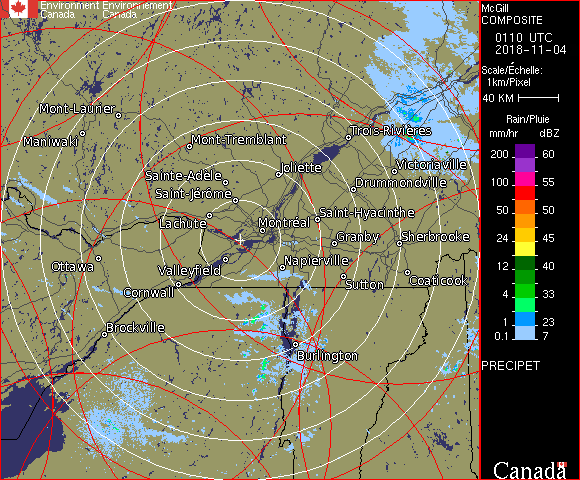 Environment Environnement
Canada Canada
McGill
COMPOSITE
0110 UTC
2018-11-04
Scale/Échelle:
1km/Pixel
40 KM
Rain/Pluie
mm/hr dBZ
200 60
150 57
100 55
50 50
24 45
12 40
4 33
1 23
0.1 7
PRECIPET
Canada
Mont-Laurier
Maniwaki
Mont-Tremblant
Trois-Rivières
Sainte-Adèle
Joliette
Victoriaville
Saint-Jérôme
Drummondville
Lachute
Montréal
Saint-Hyacinthe
Granby
Sherbrooke
Ottawa
Valleyfield
Napierville
Cornwall
Sutton
Coaticook
Brockville
Burlington